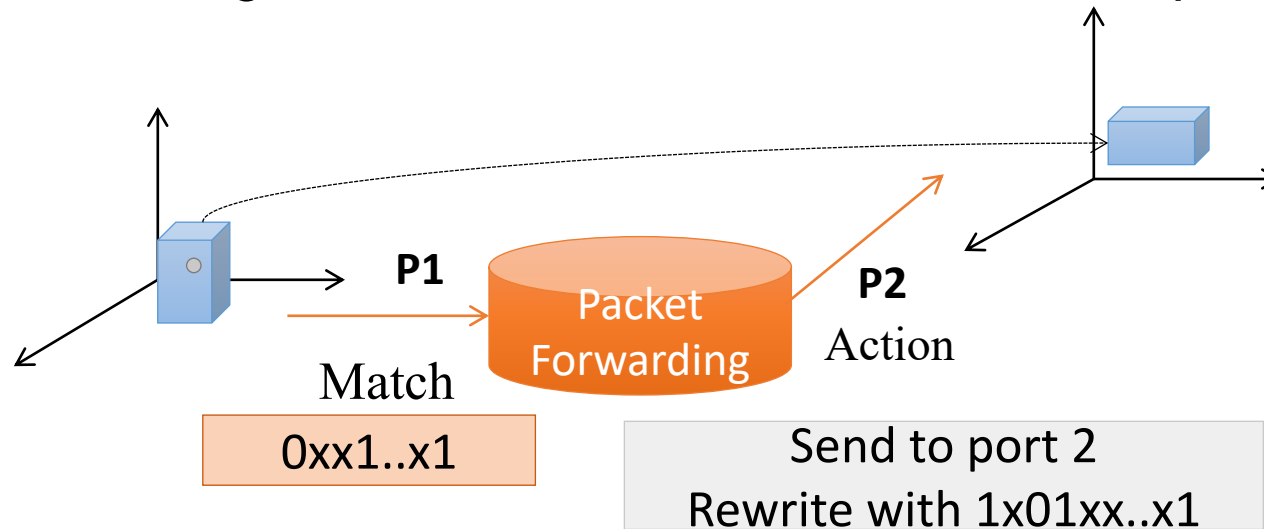 P1
Packet
Forwarding
P2
Action
Match
0xx1..x1
Send to port 2
Rewrite with 1x01xx..x1